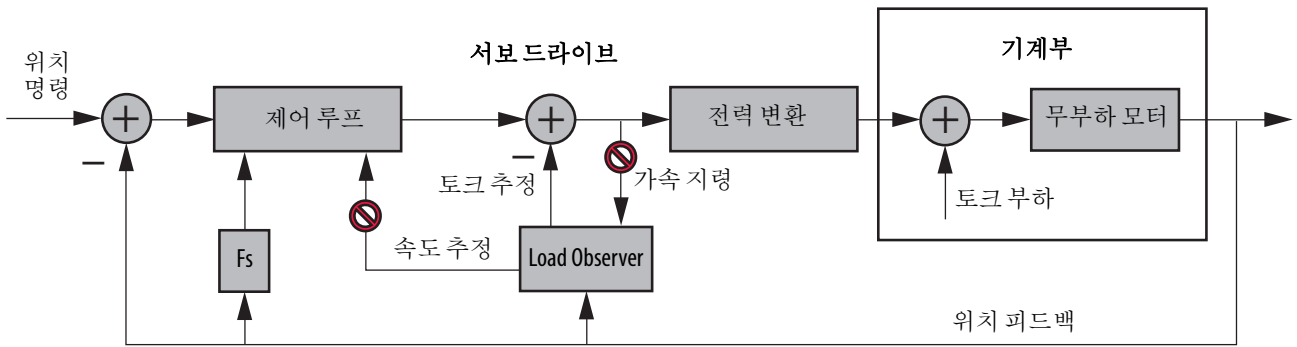 위치
명령
서보 드라이브
기계부
제어 루프
전력 변환
무부하 모터
토크 추정
가속 지령
토크 부하
Fs
속도 추정
Load Observer
위치 피드백